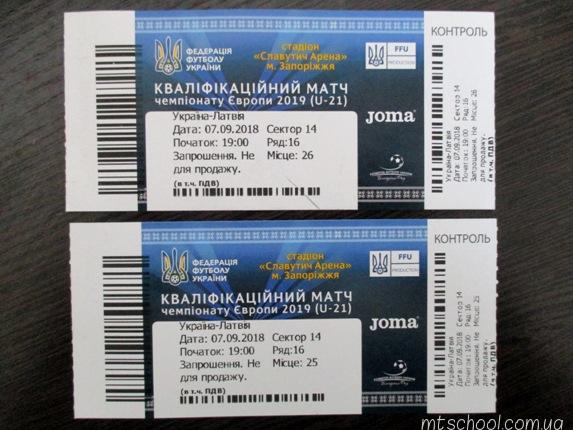 ФЕДЕРАЦІЯ
ФУТБОЛУ
УКРАЇНИ
стадіон
«Славутич Арена»
м. Запоріжжя
FFU
PRODUCTION
КВАЛІФІКАЦІЙНИЙ МАТЧ
чемпіонату Європи 2019 (U-21)
Joma
Україна-Латвія
Дата: 07.09.2018 Сектор 14
Початок: 19:00 Ряд:16
Запрошення. Не Місце: 26
для продажу.
(в т.ч. ПДВ)
КОНТРОЛЬ
Україна-Латвія
Дата: 07.09.2018 Сектор 14
Початок: 19:00 Ряд:16
Запрошення. Не Місце: 26
для продажу.
(в т.ч. ПДВ)
ФЕДЕРАЦІЯ
ФУТБОЛУ
УКРАЇНИ
стадіон
«Славутич Арена»
м. Запоріжжя
FFU
PRODUCTION
КВАЛІФІКАЦІЙНИЙ МАТЧ
чемпіонату Європи 2019 (U-21)
Joma
Україна-Латвія
Дата: 07.09.2018 Сектор 14
Початок: 19:00 Ряд:16
Запрошення. Не Місце: 25
для продажу.
(в т.ч. ПДВ)
КОНТРОЛЬ
Україна-Латвія
Дата: 07.09.2018 Сектор 14
Початок: 19:00 Ряд:16
Запрошення. Не Місце: 25
для продажу.
(в т.ч. ПДВ)
mtschool.com.ua